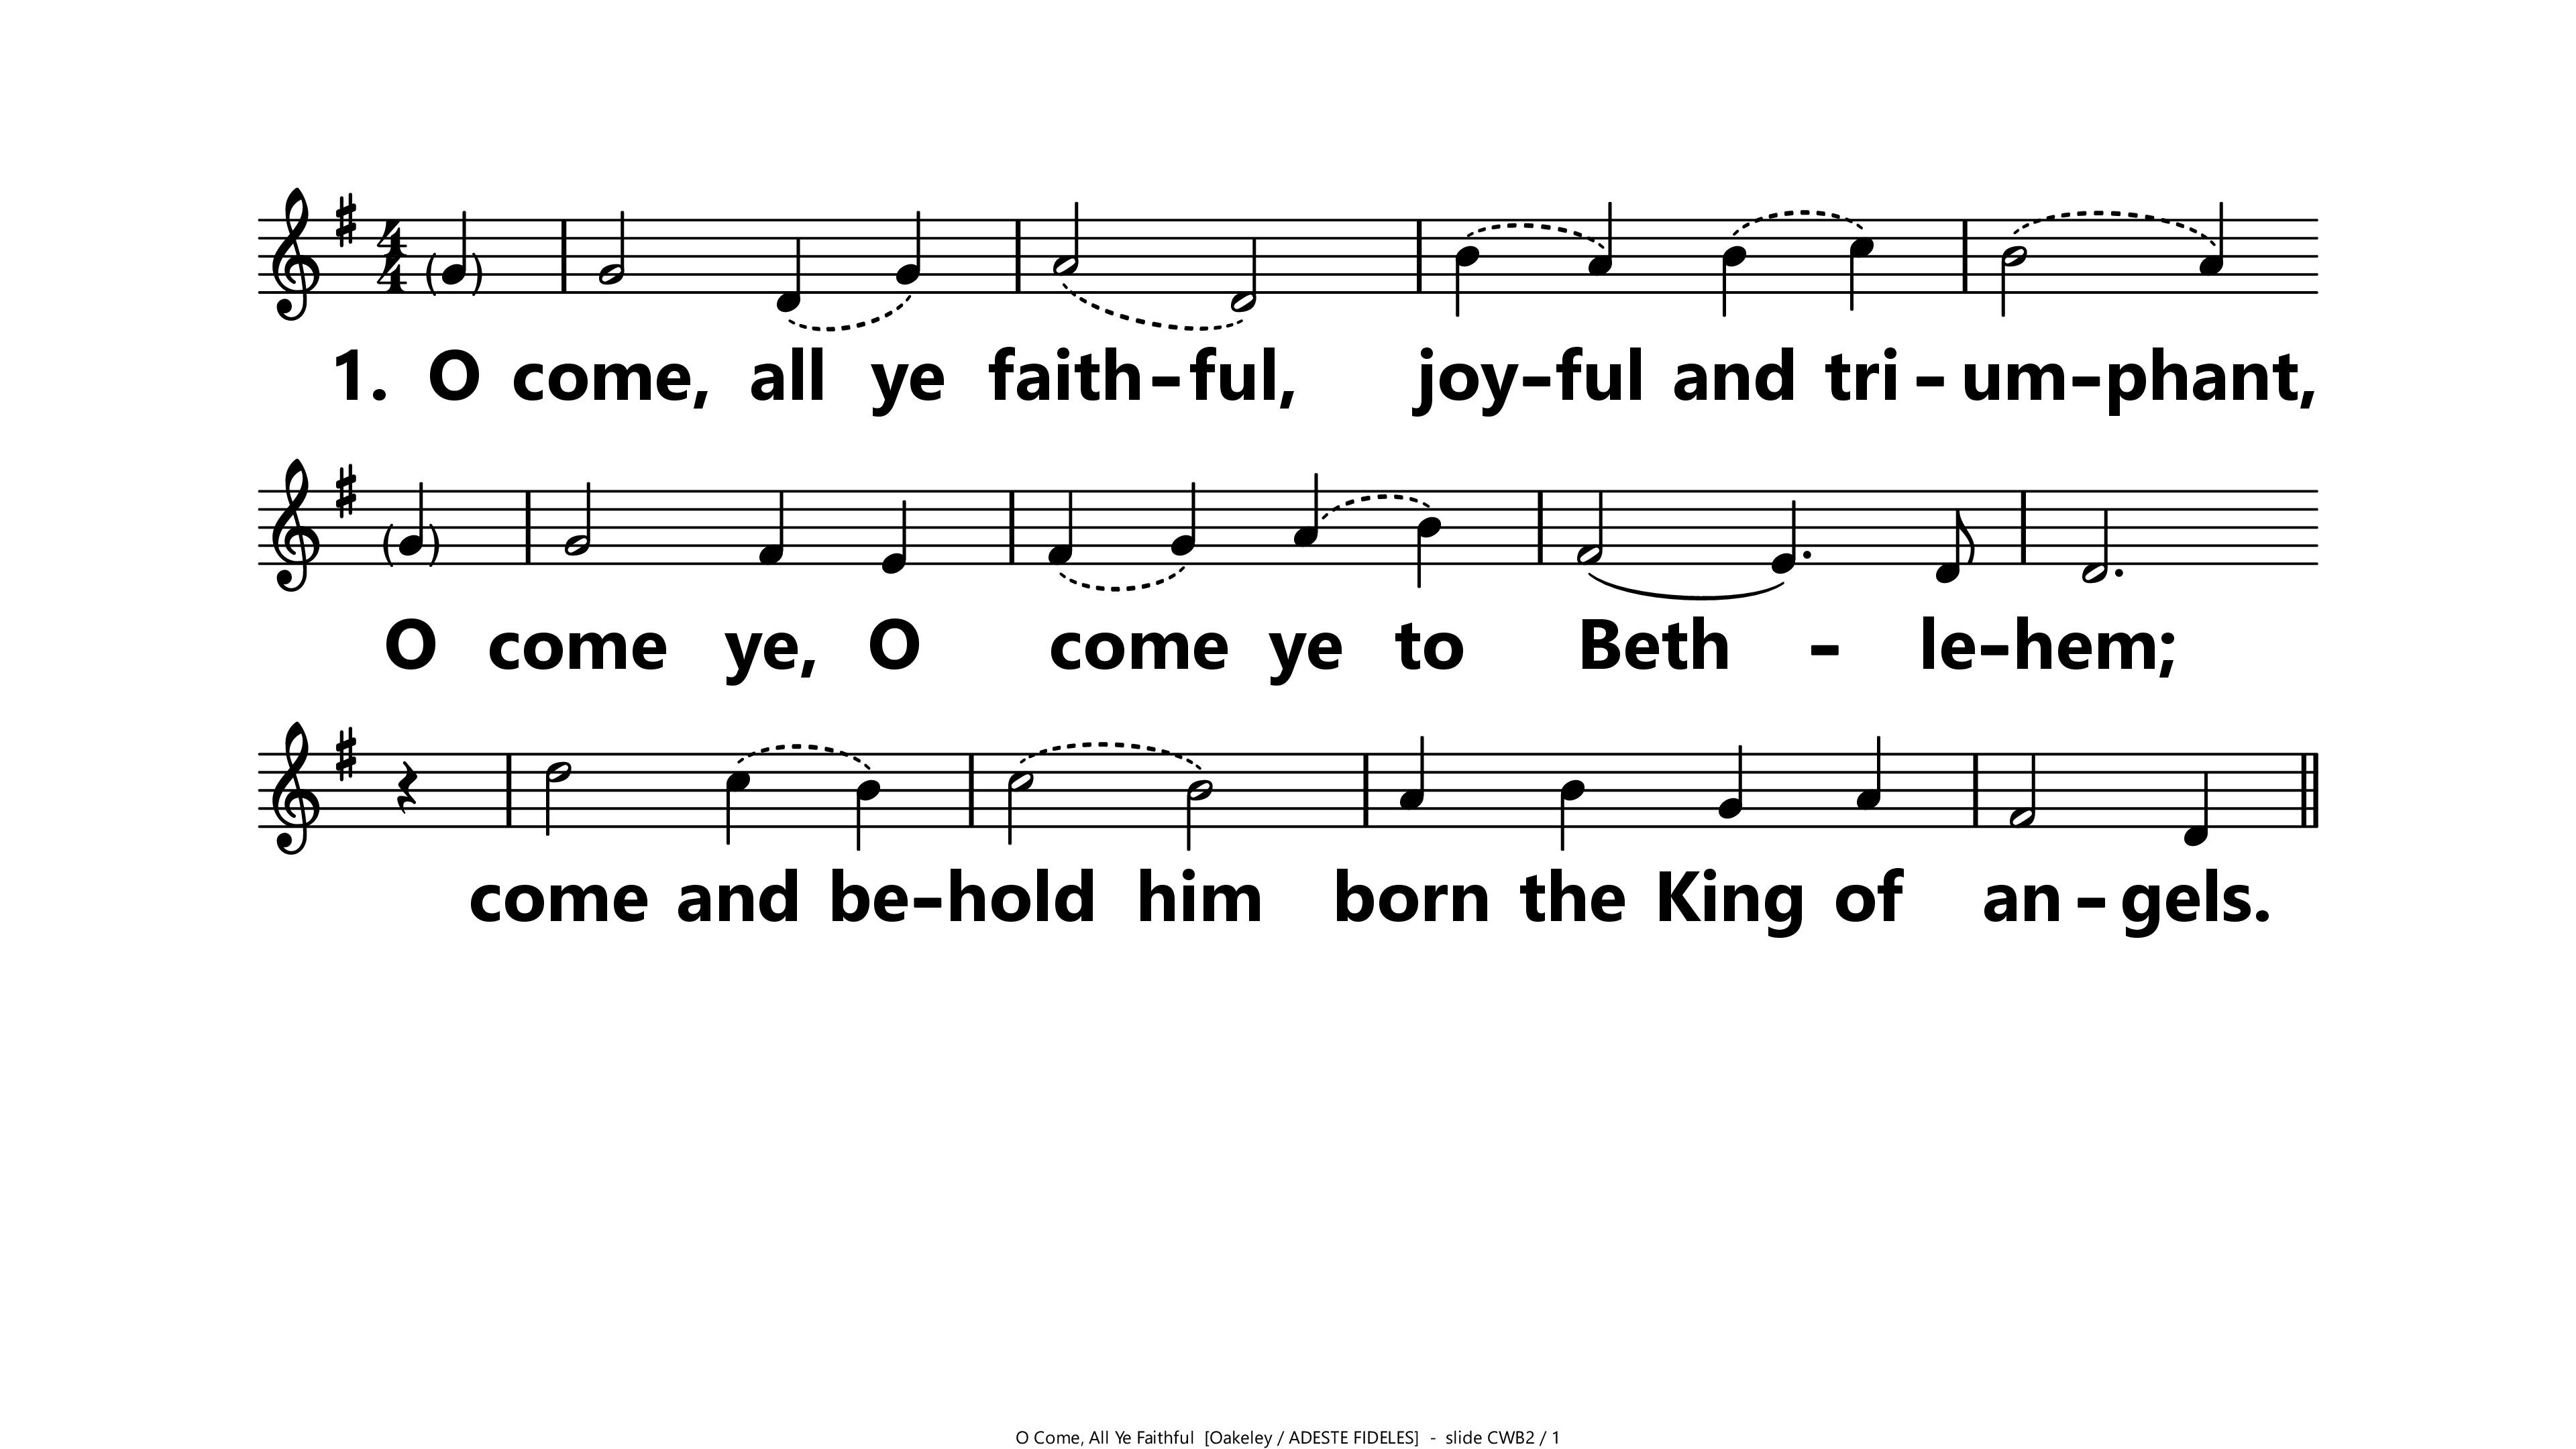 1. O come, all ye faith-ful, joy-ful and tri-um-phant,
O come ye, O come ye to Beth-le-hem;
come and be-hold him born the King of an-gels.
O Come, All Ye Faithful [Oakeley / ADESTE FIDELES] - slide CWB2 / 1